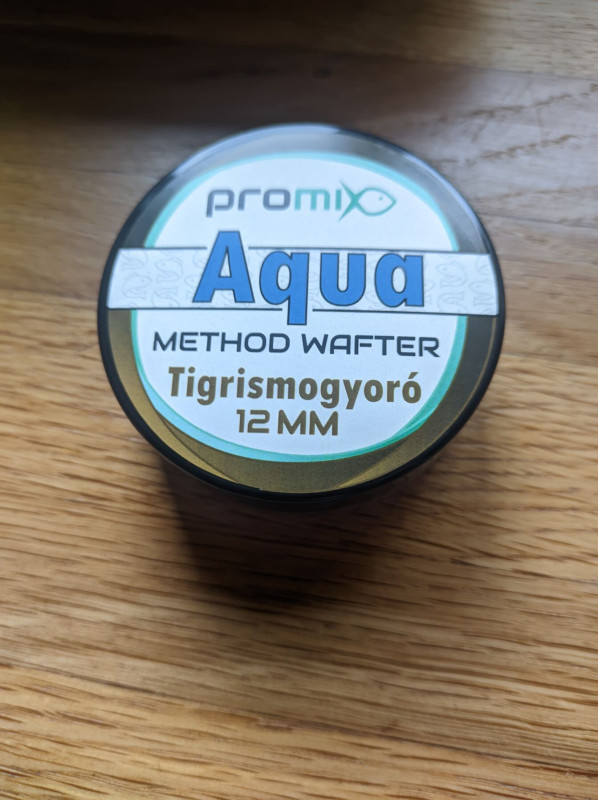 promix
Aqua
METHOD WAFTER
Tigrismogyoró
12 MM